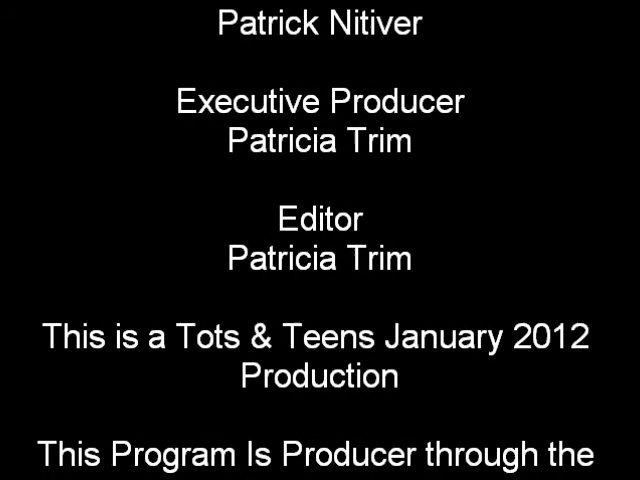 Patrick Nitiver
Executive Producer
Patricia Trim
Editor
Patricia Trim
This is a Tots & Teens January 2012
Production
This Program Is Producer through the